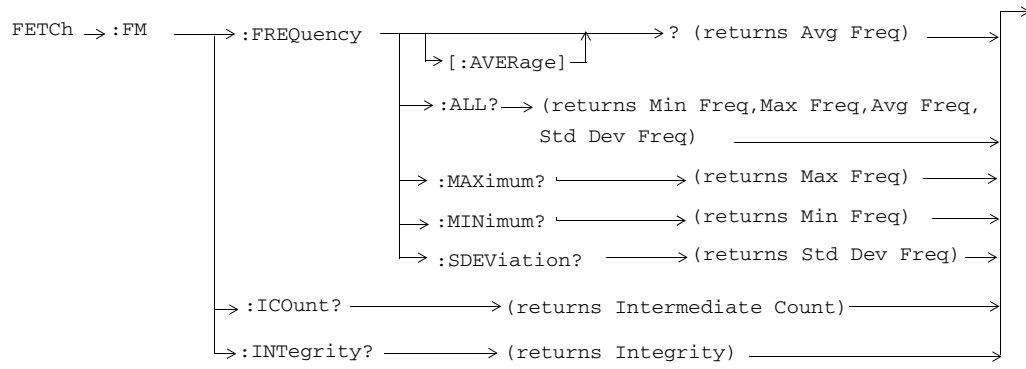 FETCh :FM :FREQuency ? (returns Avg Freq)
[:AVERage]
:ALL? (returns Min Freq,Max Freq,Avg Freq,
Std Dev Freq)
:MAXimum? (returns Max Freq)
:MINimum? (returns Min Freq)
:SDEViation? (returns Std Dev Freq)
:ICOunt? (returns Intermediate Count)
:INTegrity? (returns Integrity)